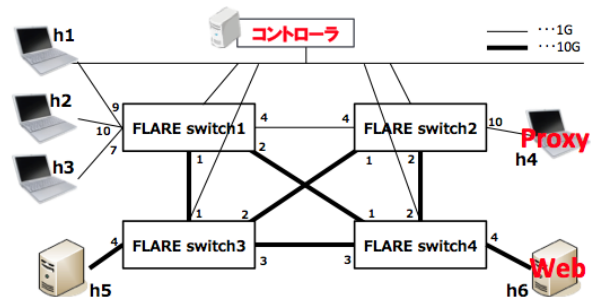 h1
コントローラ
…1G
…10G
h2
9
10
7
FLARE switch1
4
4
FLARE switch2
10
Proxy
h3
1
2
1
2
h4
1
2
1
2
4
FLARE switch3
FLARE switch4
4
Web
3
3
h5
h6